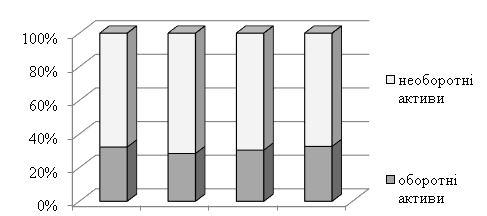 100%
80%
60%
40%
20%
0%
необоротні
активи
оборотні
активи